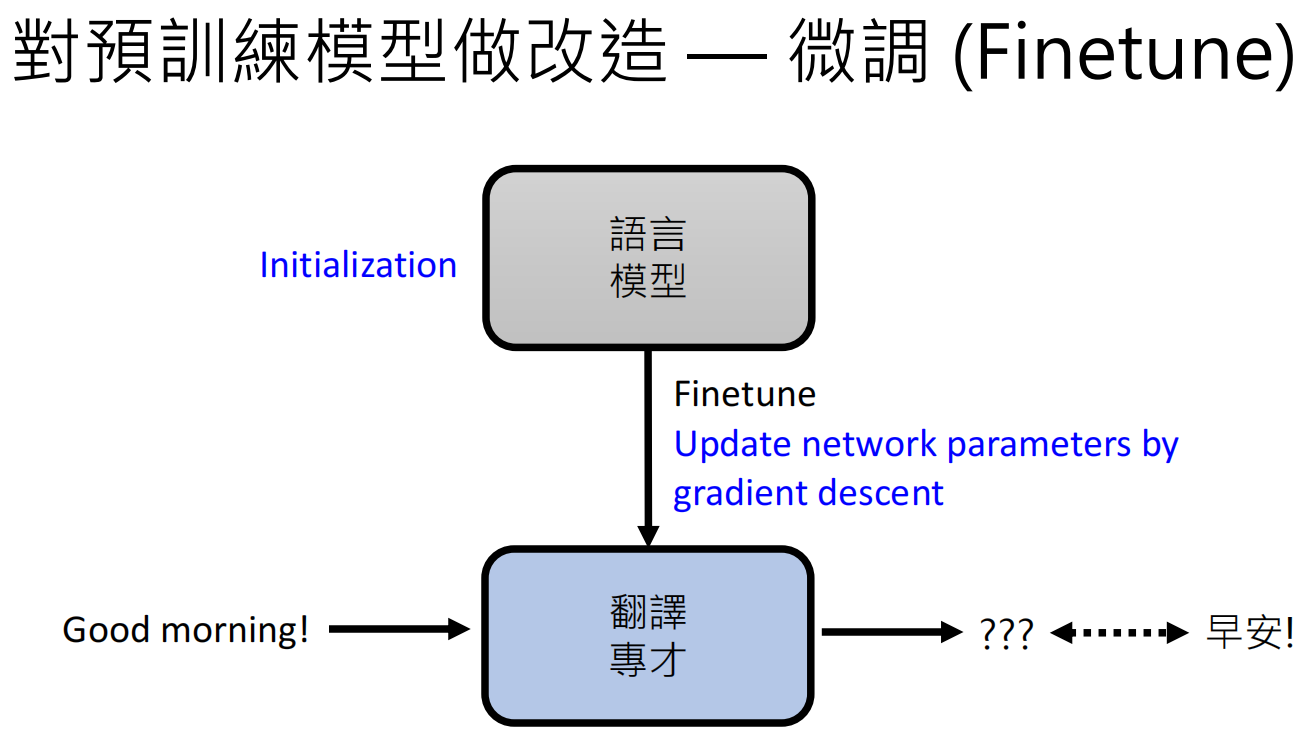 對預訓練模型做改造 — 微調 (Finetune)
語言
模型
Initialization
Finetune
Update network parameters by
gradient descent
Good morning!
翻譯
專才
???
早安!